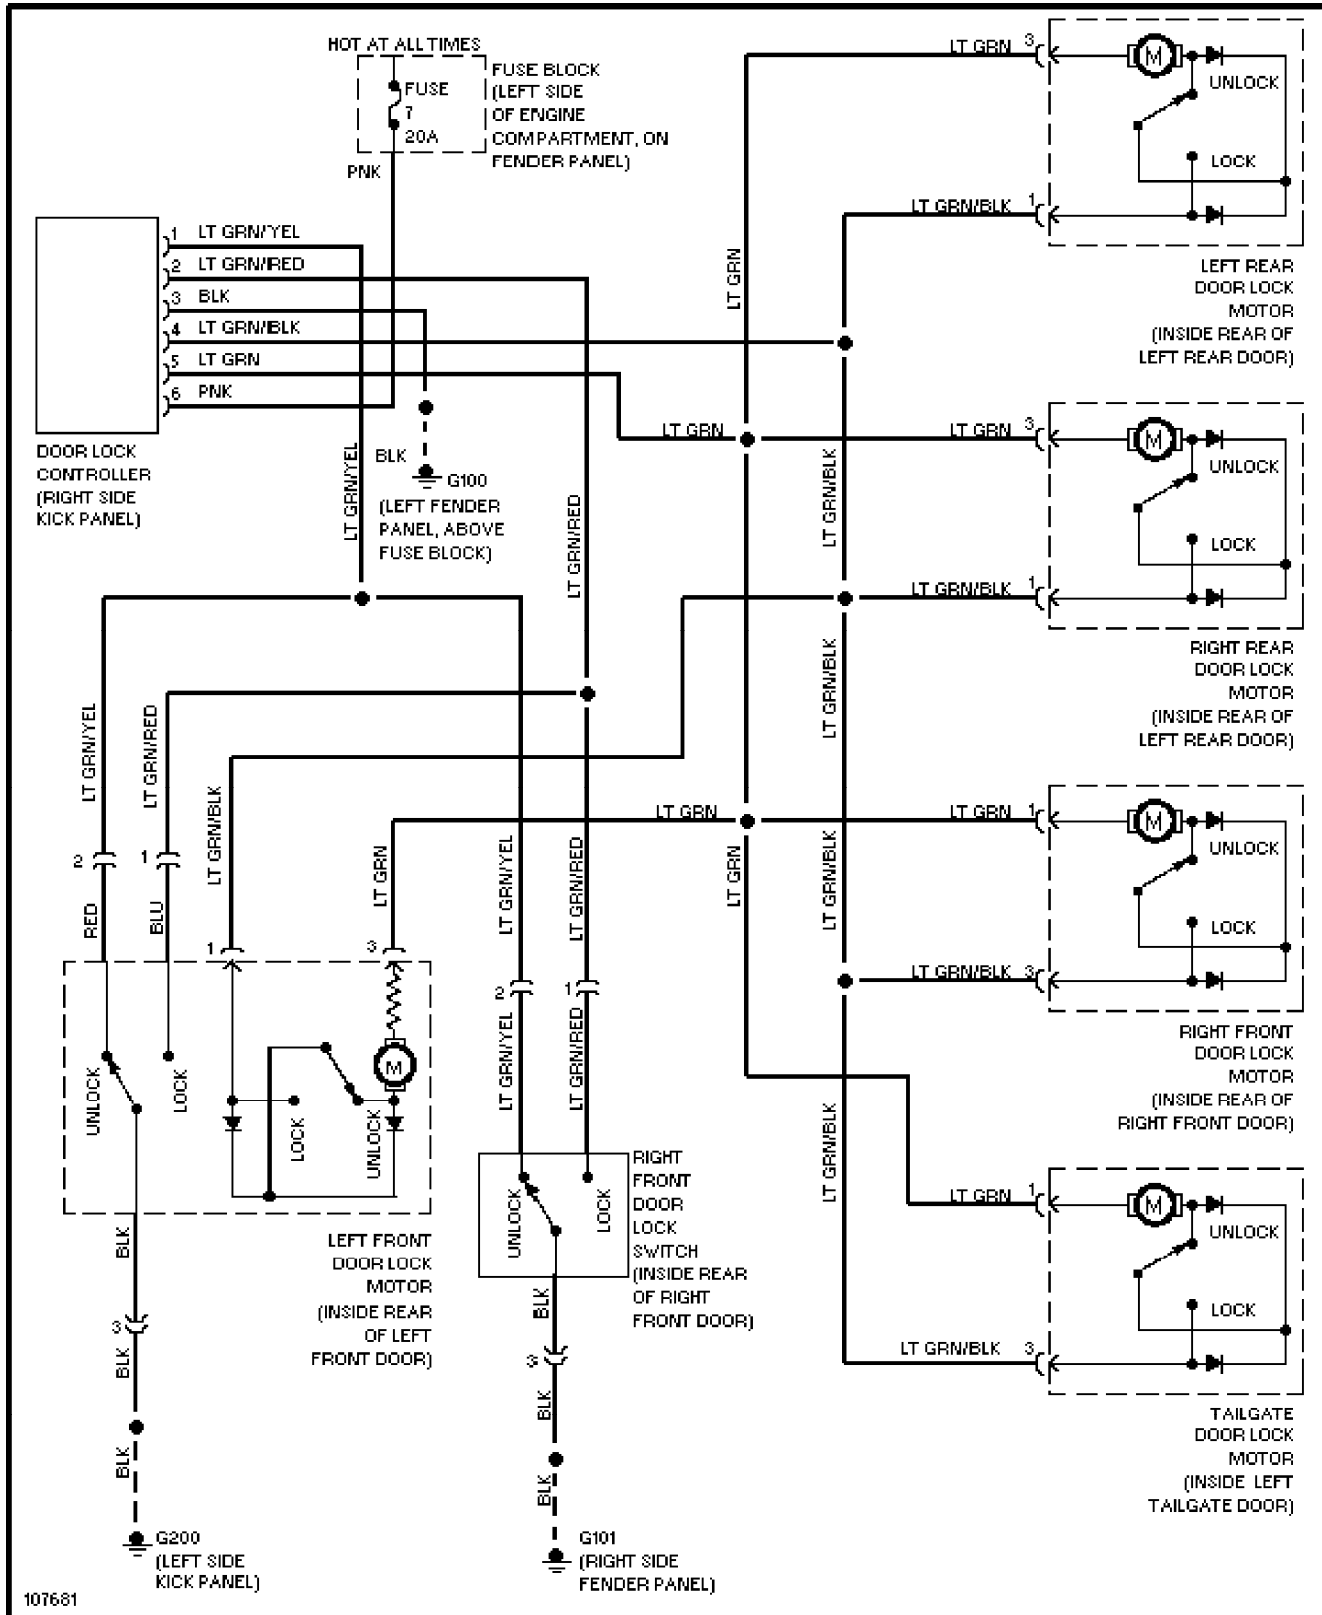 HOT AT ALL TIMES
FUSE
7
20A
FUSE BLOCK
(LEFT SIDE
OF ENGINE
COMPARTMENT, ON
FENDER PANEL)
PNK
1 LT GRN/YEL
2 LT GRN/RED
3 BLK
4 LT GRN/BLK
5 LT GRN
6 PNK
DOOR LOCK
CONTROLLER
(RIGHT SIDE
KICK PANEL)
BLK
G100
(LEFT FENDER
PANEL, ABOVE
FUSE BLOCK)
LT GRN/YEL
LT GRN/RED
LT GRN
LT GRN
LT GRN/BLK
LT GRN 3
M
UNLOCK
LOCK
LT GRN/BLK 1
LEFT REAR
DOOR LOCK
MOTOR
(INSIDE REAR OF
LEFT REAR DOOR)
LT GRN 3
M
UNLOCK
LOCK
LT GRN/BLK 1
RIGHT REAR
DOOR LOCK
MOTOR
(INSIDE REAR OF
LEFT REAR DOOR)
LT GRN/BLK
LT GRN
LT GRN
LT GRN/BLK
LT GRN 1
M
UNLOCK
LOCK
LT GRN/BLK 3
RIGHT FRONT
DOOR LOCK
MOTOR
(INSIDE REAR OF
RIGHT FRONT DOOR)
LT GRN/BLK
LT GRN 1
M
UNLOCK
LOCK
LT GRN/BLK 3
TAILGATE
DOOR LOCK
MOTOR
(INSIDE LEFT
TAILGATE DOOR)
LT GRN/YEL
LT GRN/RED
LT GRN/BLK
LT GRN
LT GRN/YEL
LT GRN/RED
2
1
RED
BLU
1
3
2
1
LT GRN/YEL
LT GRN/RED
M
UNLOCK
LOCK
LOCK
UNLOCK
LEFT FRONT
DOOR LOCK
MOTOR
(INSIDE REAR
OF LEFT
FRONT DOOR)
UNLOCK
LOCK
RIGHT
FRONT
DOOR
LOCK
SWITCH
(INSIDE REAR
OF RIGHT
FRONT DOOR)
BLK
3
BLK
BLK
G200
(LEFT SIDE
KICK PANEL)
BLK
3
BLK
BLK
G101
(RIGHT SIDE
FENDER PANEL)
107681